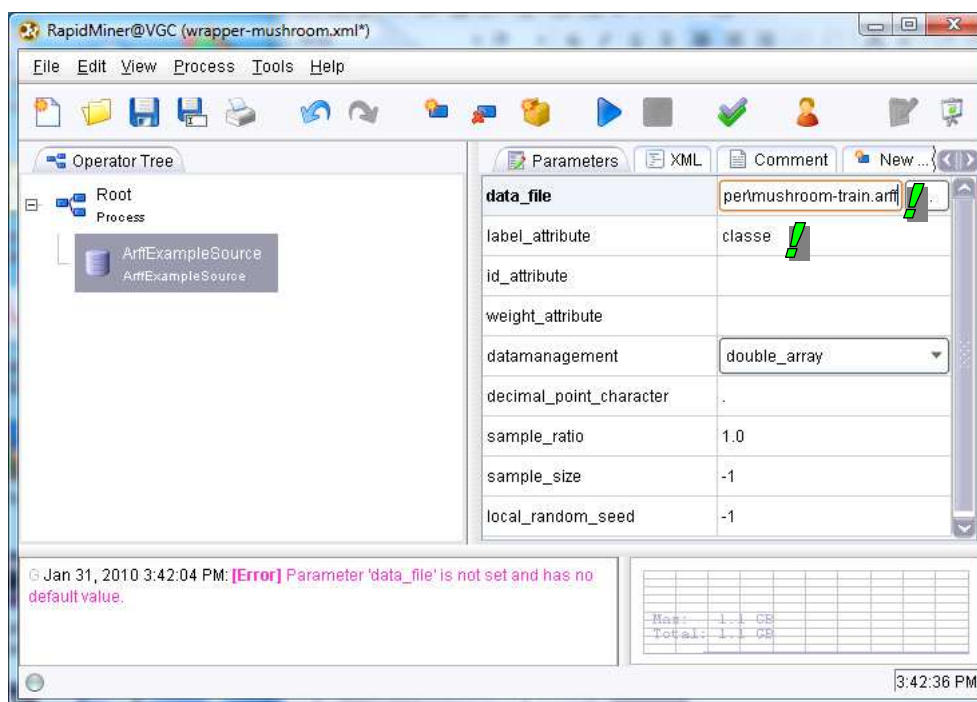 RapidMiner@VGC (wrapper-mushroom.xml*)
File Edit View Process Tools Help
Operator Tree
Root
Process
ArffExampleSource
ArffExampleSource
Parameters XML Comment New ...
data_file per\mushroom-train.arff
label_attribute classe
id_attribute
weight_attribute
datamanagement double_array
decimal_point_character .
sample_ratio 1.0
sample_size -1
local_random_seed -1
G Jan 31, 2010 3:42:04 PM: [Error] Parameter 'data_file' is not set and has no
default value.
Max: 1.1 GB
Total: 1.1 GB
3:42:36 PM